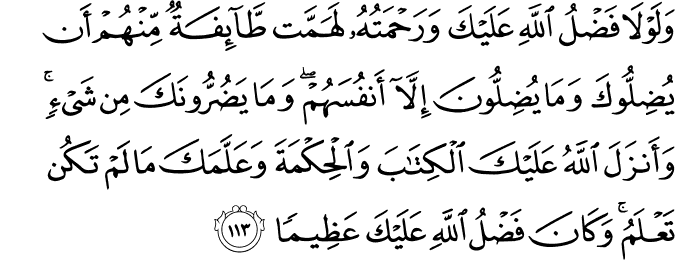 وَلَوْلَا فَضْلُ ٱللَّهِ عَلَيْكَ وَرَحْمَتُهُۥ لَهَمَّت طَّآئِفَةٌ مِّنْهُمْ أَن
يُضِلُّوكَ وَمَا يُضِلُّونَ إِلَّآ أَنفُسَهُمْ ۖ وَمَا يَضُرُّونَكَ مِن شَىْءٍ ۚ
وَأَنزَلَ ٱللَّهُ عَلَيْكَ ٱلْكِتَٰبَ وَٱلْحِكْمَةَ وَعَلَّمَكَ مَا لَمْ تَكُن
تَعْلَمُ ۚ وَكَانَ فَضْلُ ٱللَّهِ عَلَيْكَ عَظِيمًا ١١٣